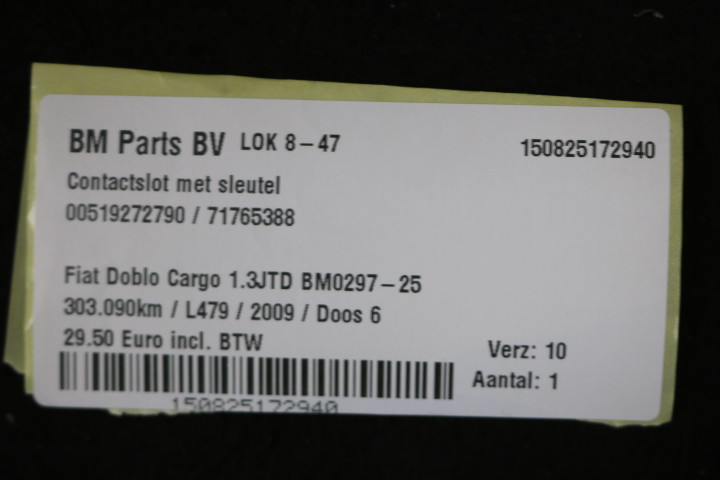 BM Parts BV LOK 8-47 150825172940
Contactslot met sleutel
00519272790 / 71765388
Fiat Doblo Cargo 1.3JTD BM0297-25
303.090km / L479 / 2009 / Doos 6
29.50 Euro incl. BTW
Verz: 10
Aantal: 1
150825172940